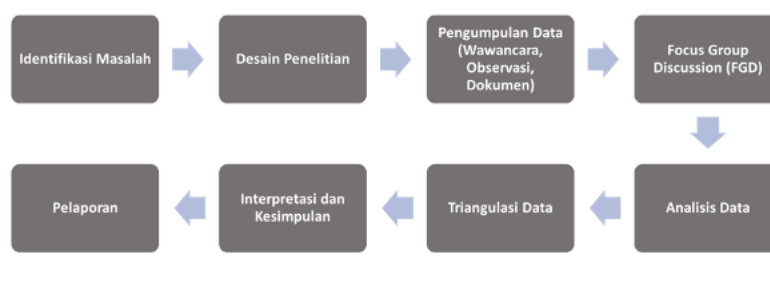 Identifikasi Masalah
Desain Penelitian
Pengumpulan Data
(Wawancara,
Observasi,
Dokumen)
Focus Group
Discussion (FGD)
Analisis Data
Triangulasi Data
Interpretasi dan
Kesimpulan
Pelaporan